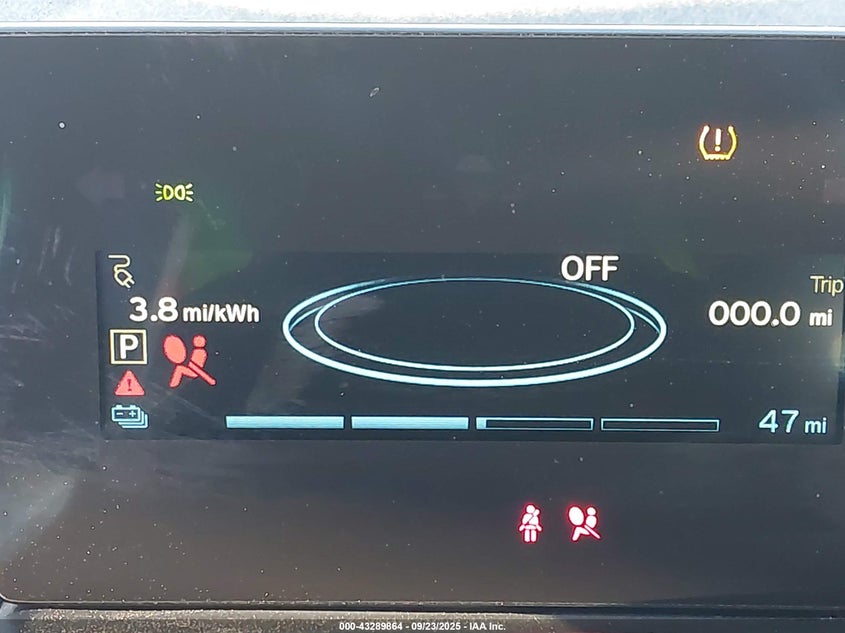 OFF
Trip
3.8 mi/kWh
000.0 mi
P
47 mi
000-43289864 - 09/23/2025 - IAA Inc.